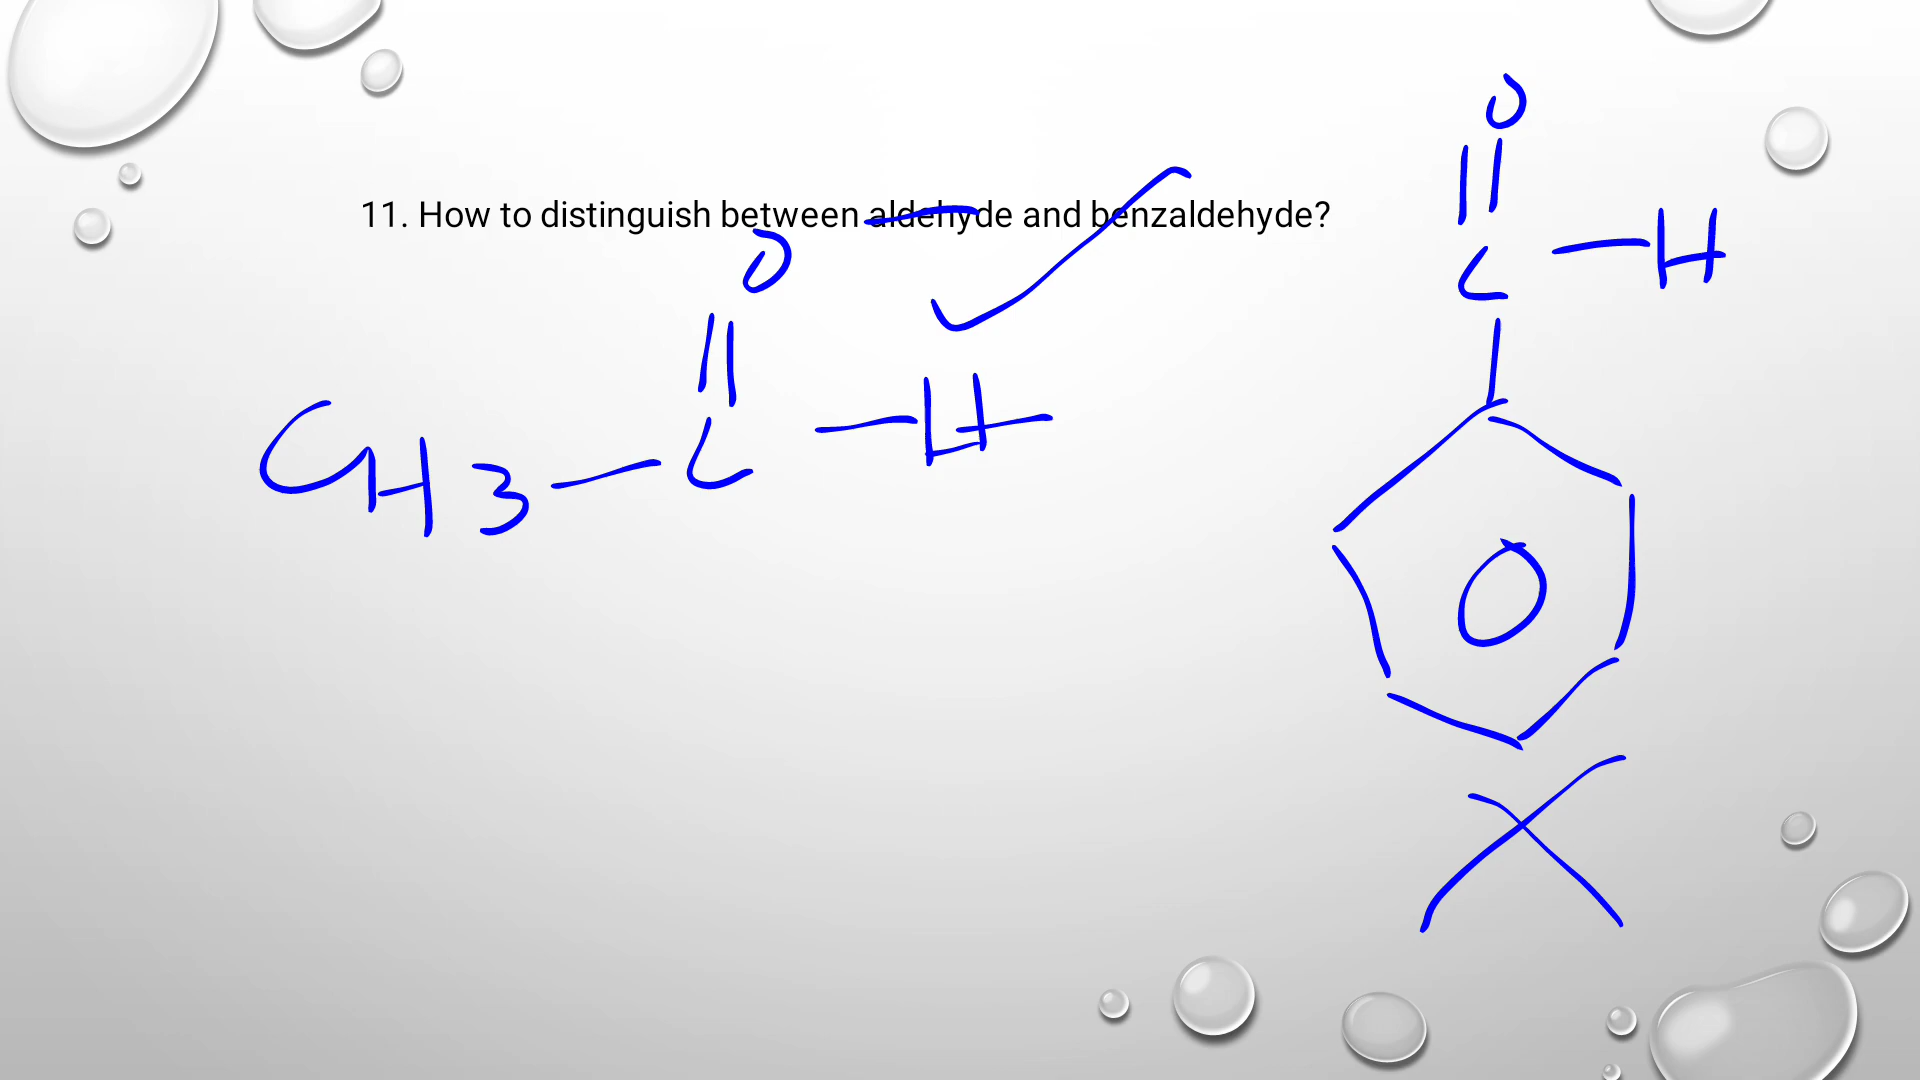 11. How to distinguish between aldehyde and benzaldehyde?
O
||
CH3—C—H
O
||
C—H